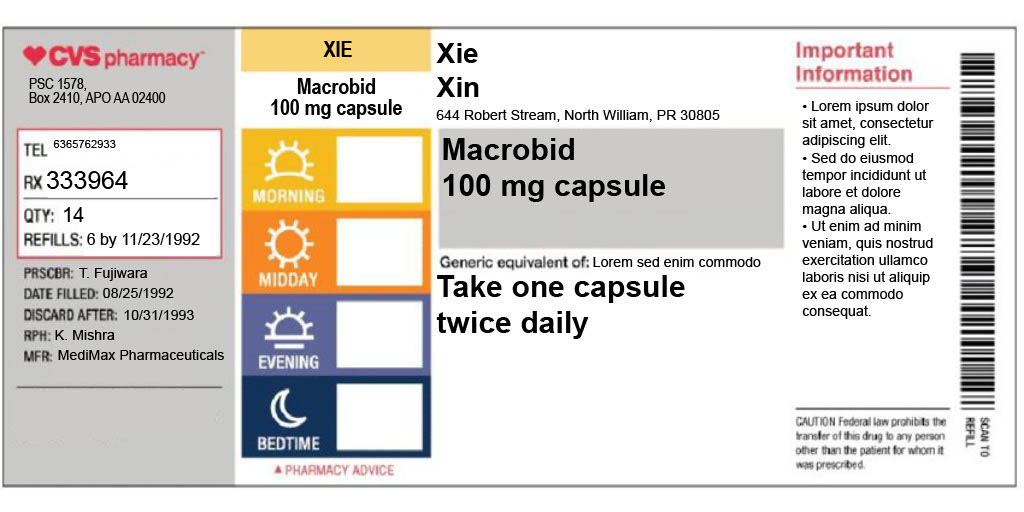 CVS pharmacy
PSC 1578,
Box 2410, APO AA 02400
TEL 6365762933
RX 333964
QTY: 14
REFILLS: 6 by 11/23/1992
PRSCBR: T. Fujiwara
DATE FILLED: 08/25/1992
DISCARD AFTER: 10/31/1993
RPH: K. Mishra
MFR: MediMax Pharmaceuticals
XIE
Macrobid
100 mg capsule
MORNING
MIDDAY
EVENING
BEDTIME
▲ PHARMACY ADVICE
Xie
Xin
644 Robert Stream, North William, PR 30805
Macrobid
100 mg capsule
Generic equivalent of: Lorem sed enim commodo
Take one capsule
twice daily
Important
Information
• Lorem ipsum dolor
sit amet, consectetur
adipiscing elit.
• Sed do eiusmod
tempor incididunt ut
labore et dolore
magna aliqua.
• Ut enim ad minim
veniam, quis nostrud
exercitation ullamco
laboris nisi ut aliquip
ex ea commodo
consequat.
CAUTION Federal law prohibits the
transfer of this drug to any person
other than the patient for whom it
was prescribed.
SCAN TO
REFILL